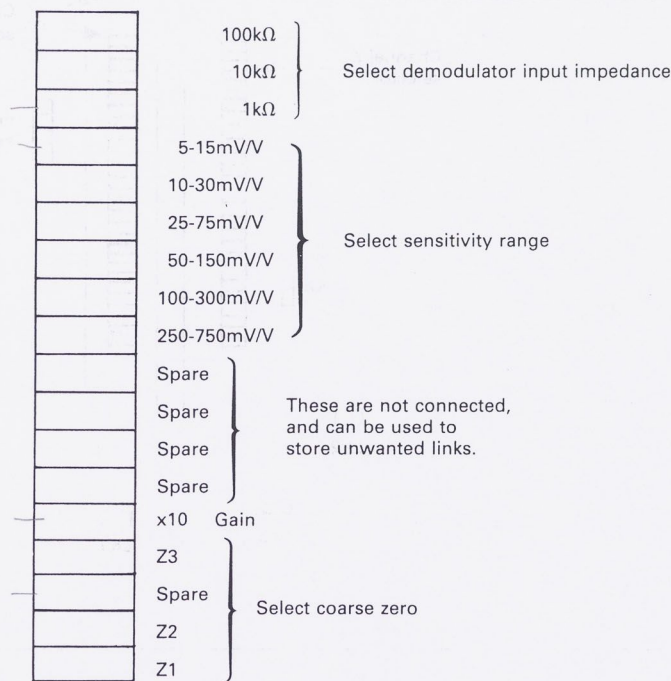 100kΩ
10kΩ
Select demodulator input impedance
1kΩ
5-15mV/V
10-30mV/V
25-75mV/V
Select sensitivity range
50-150mV/V
100-300mV/V
250-750mV/V
Spare
Spare
These are not connected,
and can be used to
store unwanted links.
Spare
Spare
x10 Gain
Z3
Spare
Select coarse zero
Z2
Z1